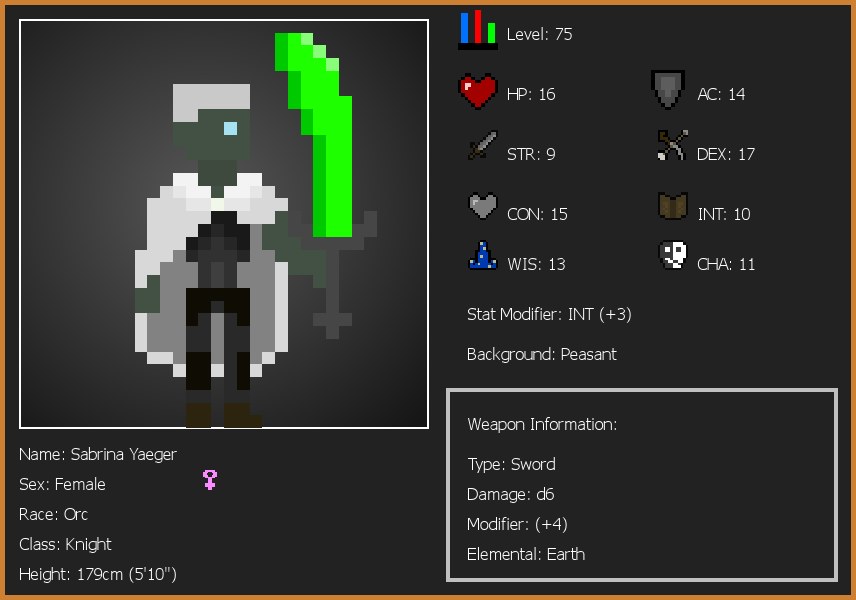 Level: 75
HP: 16
AC: 14
STR: 9
DEX: 17
CON: 15
INT: 10
WIS: 13
CHA: 11
Stat Modifier: INT (+3)
Background: Peasant
Weapon Information:
Type: Sword
Damage: d6
Modifier: (+4)
Elemental: Earth
Name: Sabrina Yaeger
Sex: Female
Race: Orc
Class: Knight
Height: 179cm (5'10")